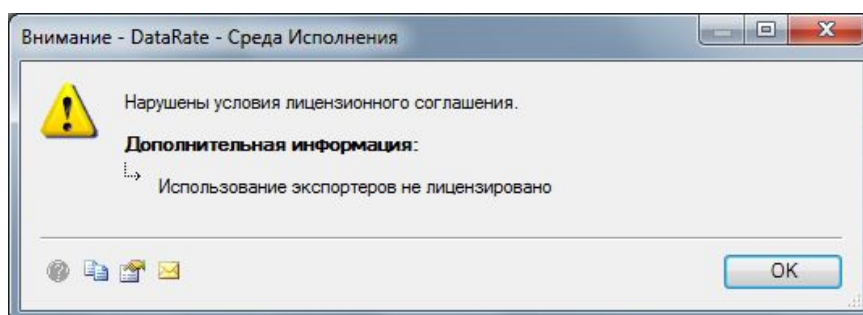 Внимание - DataRate - Среда Исполнения
Нарушены условия лицензионного соглашения.
Дополнительная информация:
Использование экспортеров не лицензировано
OK